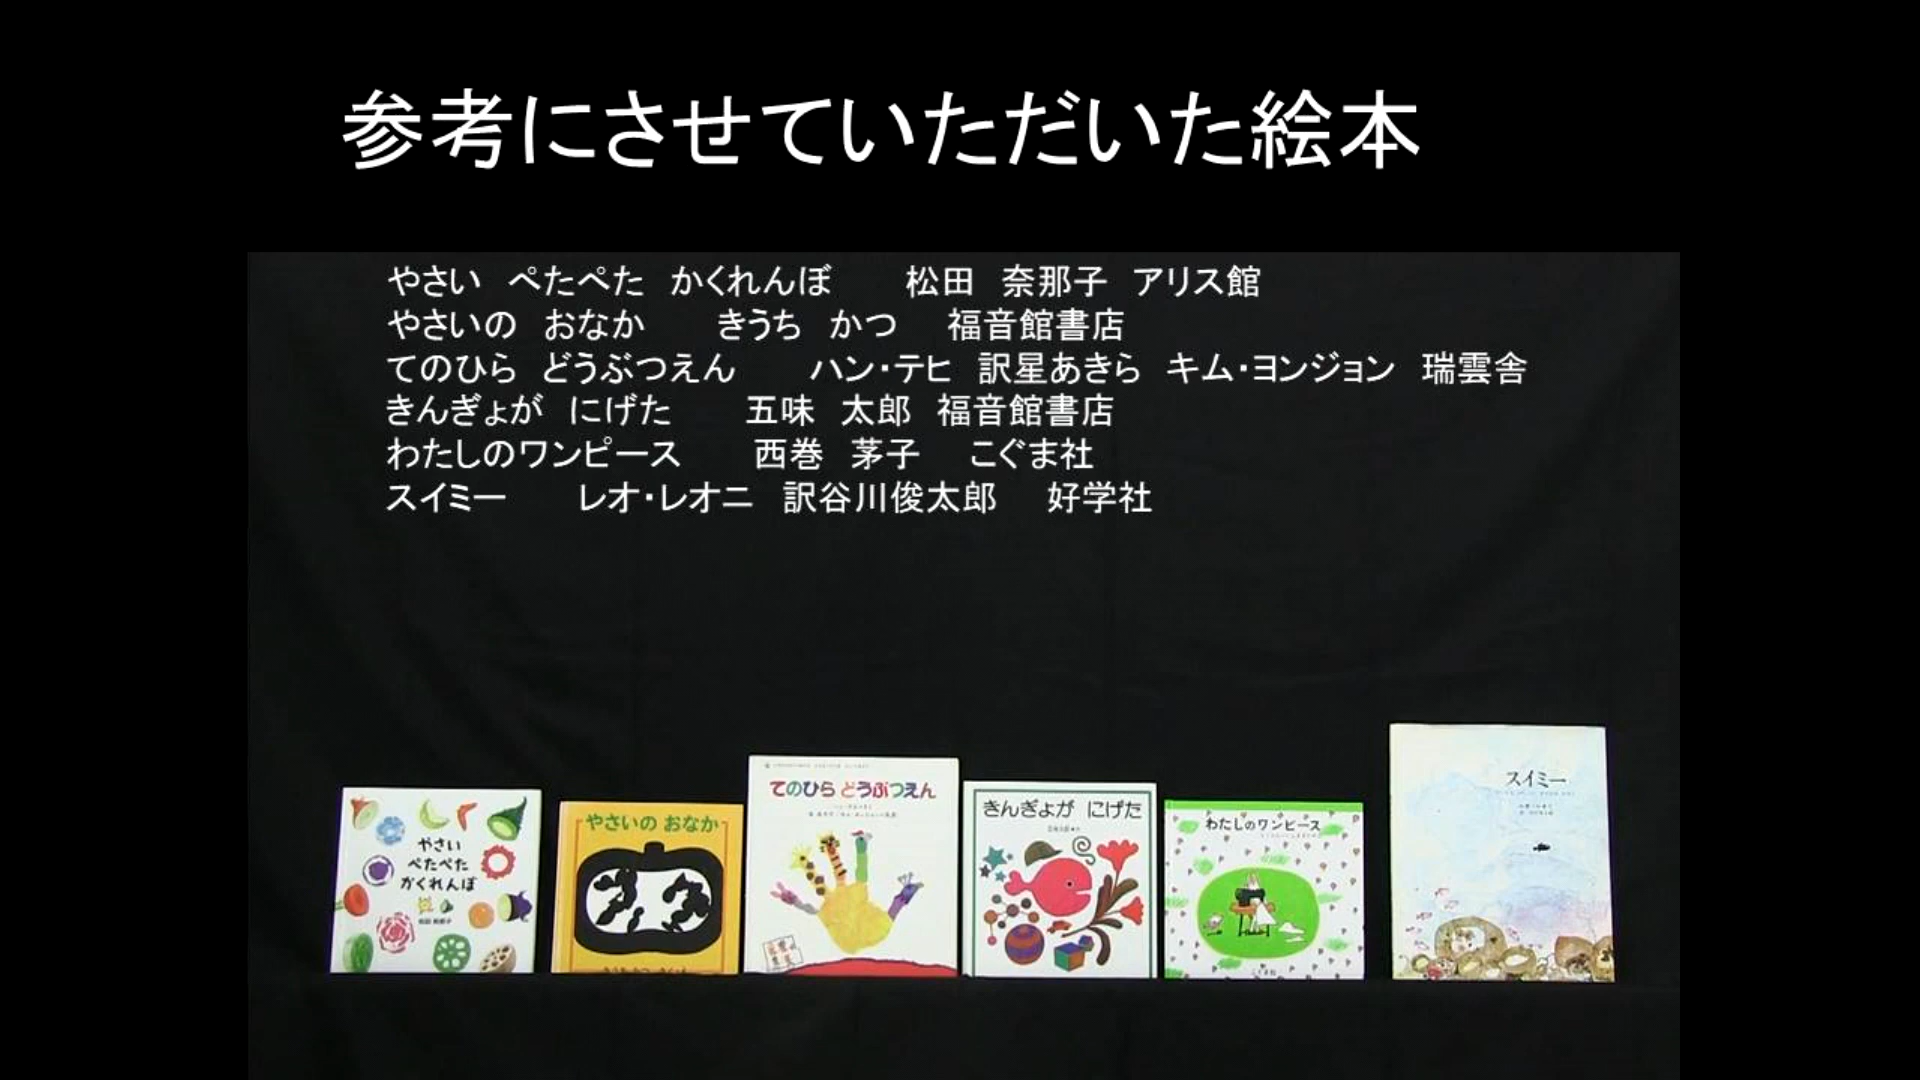 参考にさせていただいた絵本
やさい　ぺたぺた　かくれんぼ　　松田　奈那子　アリス館
やさいの　おなか　　きうち　かつ　福音館書店
てのひら　どうぶつえん　　ハン・テヒ　訳星あきら　キム・ヨンジョン　瑞雲舎
きんぎょが　にげた　　五味　太郎　福音館書店
わたしのワンピース　　西巻　茅子　こぐま社
スイミー　　レオ・レオニ　訳谷川俊太郎　好学社
やさい
ぺたぺた
かくれんぼ
松田 奈那子
やさいの おなか
てのひら どうぶつえん
きんぎょが にげた
わたしのワンピース
こぐま社
スイミー